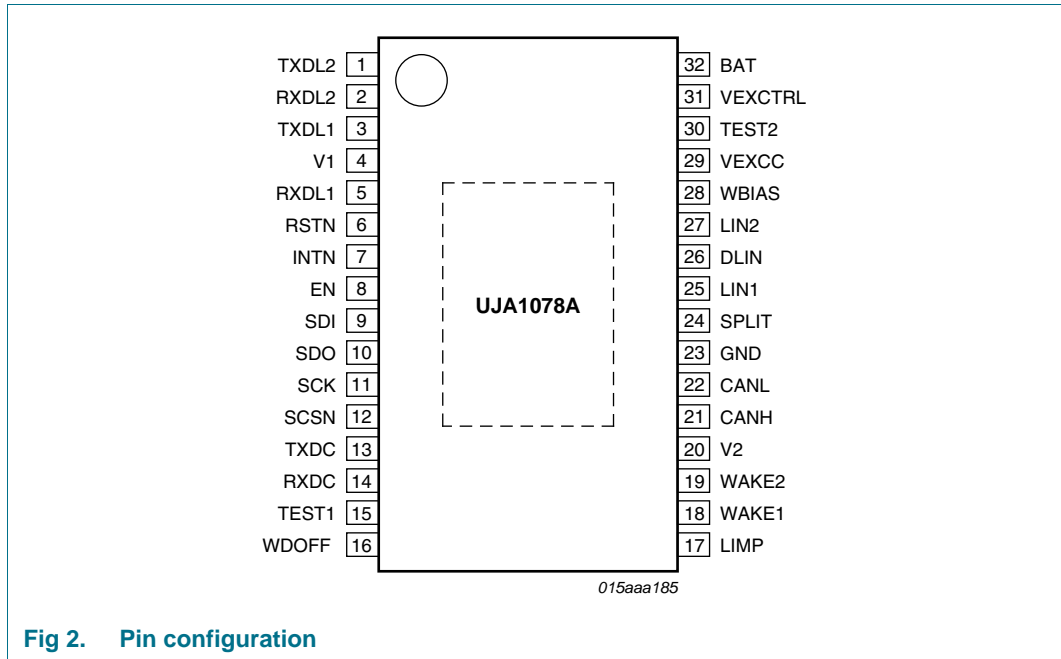 TXDL2 1 32 BAT
RXDL2 2 31 VEXCTRL
TXDL1 3 30 TEST2
V1 4 29 VEXCC
RXDL1 5 28 WBIAS
RSTN 6 27 LIN2
INTN 7 26 DLIN
EN 8 25 LIN1
UJA1078A
SDI 9 24 SPLIT
SDO 10 23 GND
SCK 11 22 CANL
SCSN 12 21 CANH
TXDC 13 20 V2
RXDC 14 19 WAKE2
TEST1 15 18 WAKE1
WDOFF 16 17 LIMP
015aaa185
Fig 2. Pin configuration